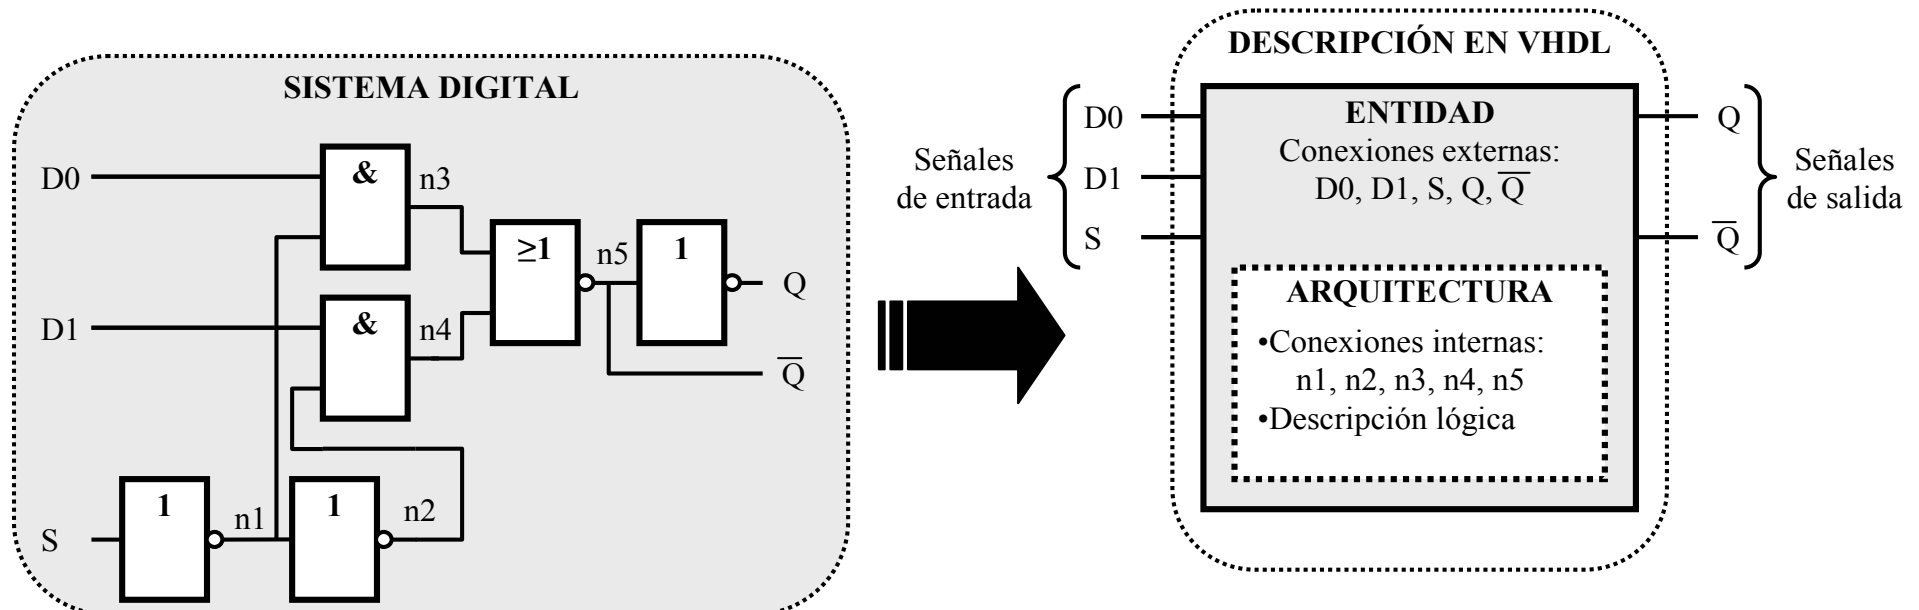 SISTEMA DIGITAL
D0
&
n3
D1
&
n4
≥1
n5
1
Q
Q̅
S
1
n1
1
n2
DESCRIPCIÓN EN VHDL
Señales
de entrada
D0
D1
S
ENTIDAD
Conexiones externas:
D0, D1, S, Q, Q̅
ARQUITECTURA
•Conexiones internas:
n1, n2, n3, n4, n5
•Descripción lógica
Q
Q̅
Señales
de salida